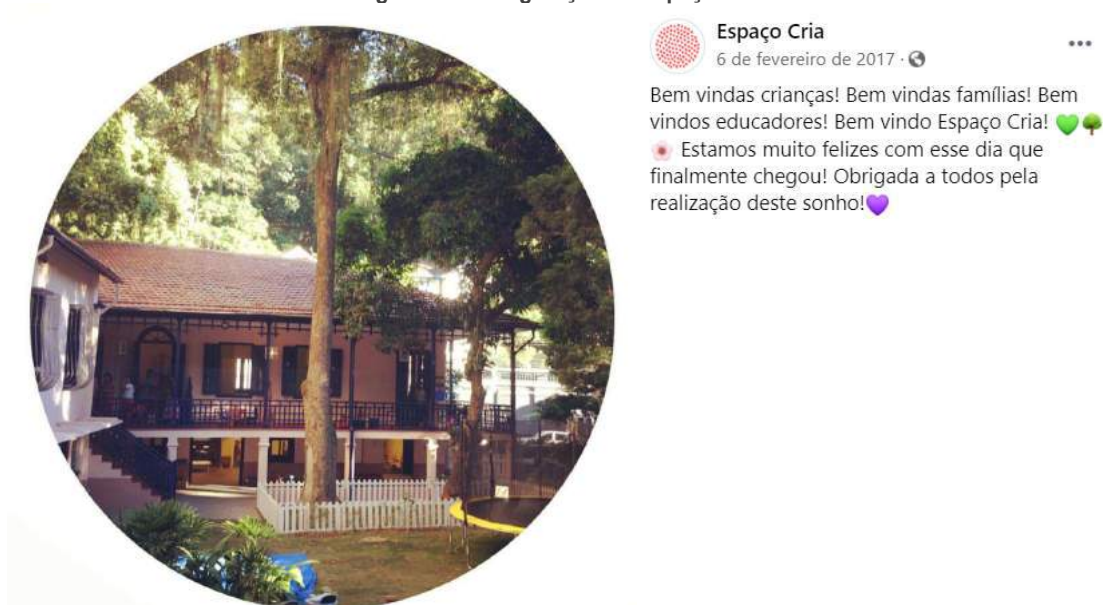 Espaço Cria
6 de fevereiro de 2017 ·
Bem vindas crianças! Bem vindas famílias! Bem
vindos educadores! Bem vindo Espaço Cria! 💚🌳
🌸 Estamos muito felizes com esse dia que
finalmente chegou! Obrigada a todos pela
realização deste sonho!💜